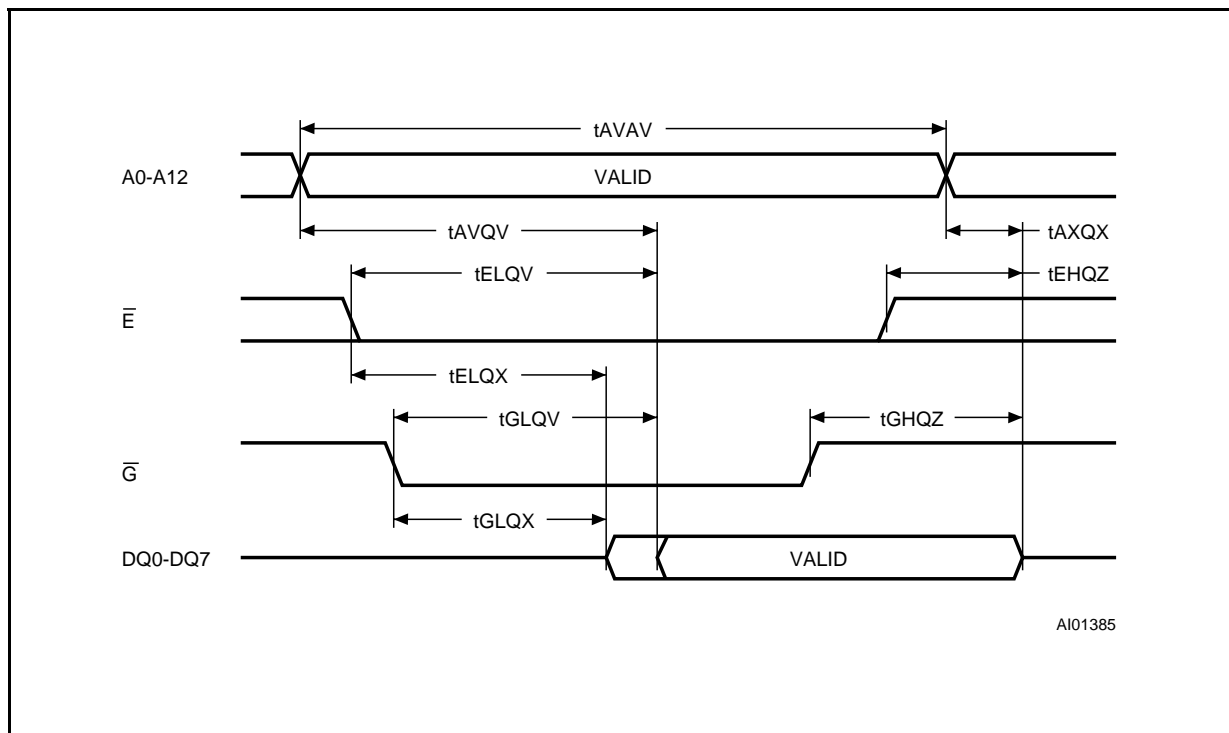 tAVAV
A0-A12 VALID
tAVQV tAXQX
tELQV tEHQZ
E̅
tELQX
tGLQV tGHQZ
G̅
tGLQX
DQ0-DQ7 VALID
AI01385